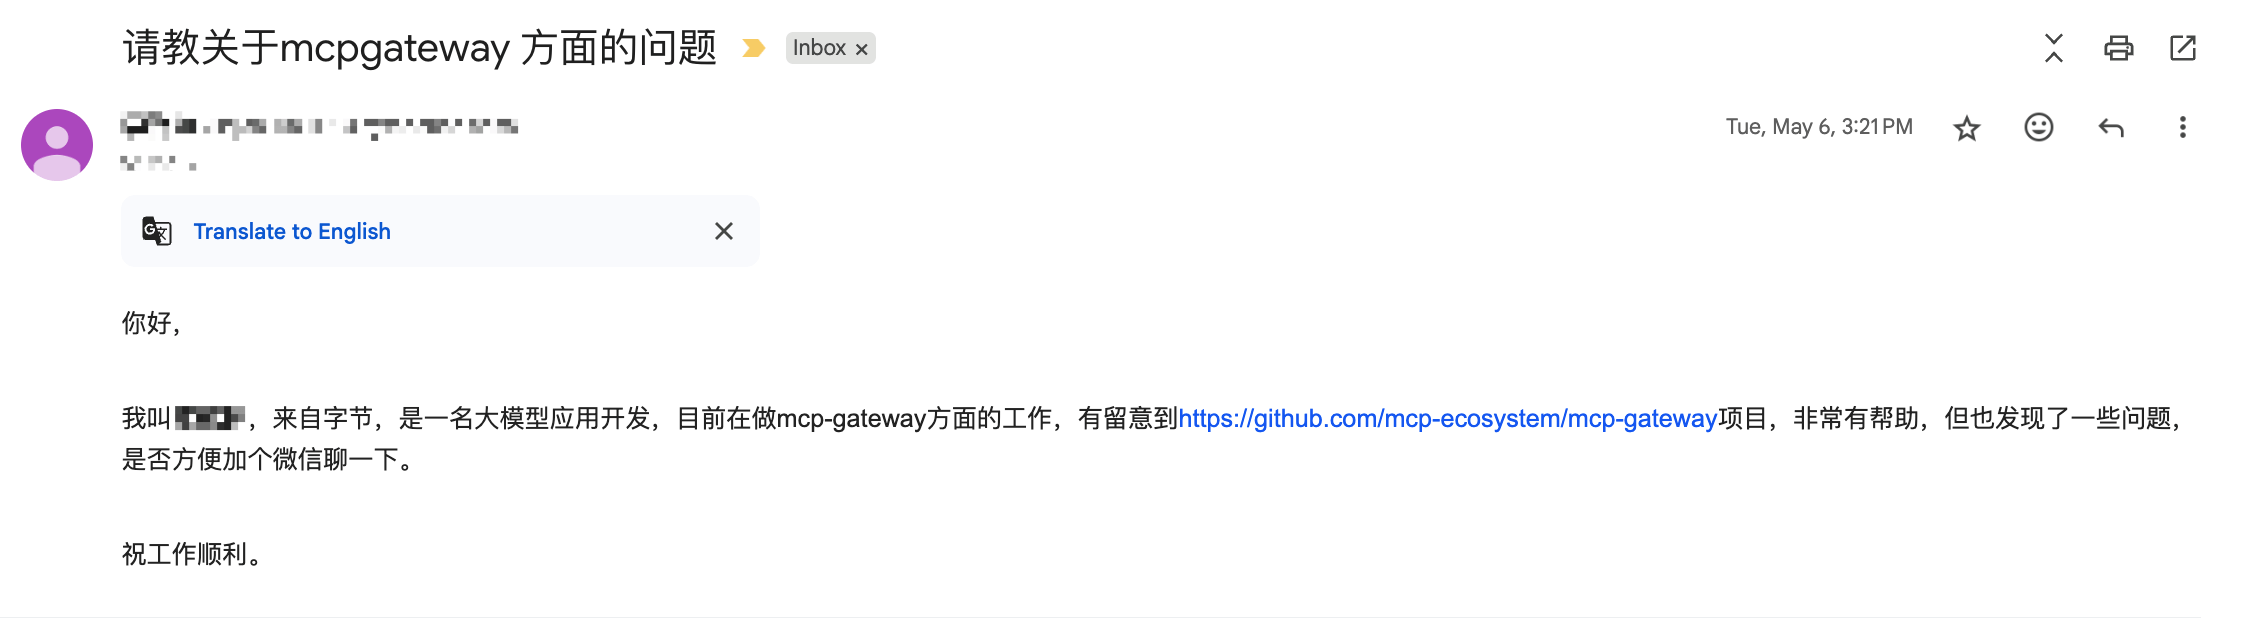 请教关于mcpgateway 方面的问题 Inbox ×
Tue, May 6, 3:21 PM
Translate to English
你好，
我叫，来自字节，是一名大模型应用开发，目前在做mcp-gateway方面的工作，有留意到https://github.com/mcp-ecosystem/mcp-gateway项目，非常有帮助，但也发现了一些问题，
是否方便加个微信聊一下。
祝工作顺利。